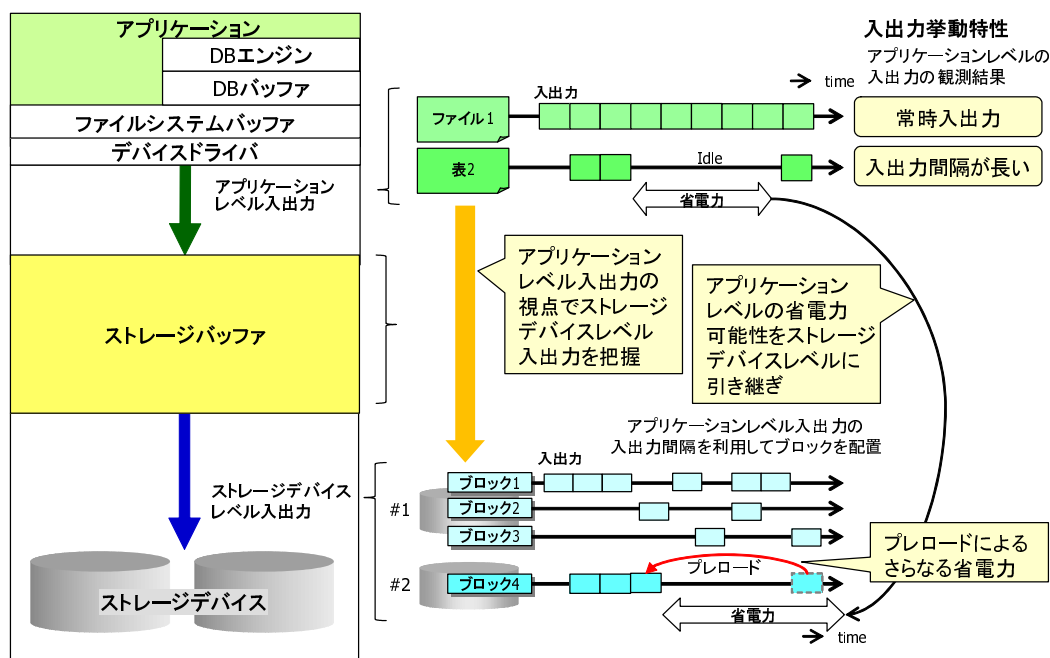 アプリケーション
DBエンジン
DBバッファ
ファイルシステムバッファ
デバイスドライバ
アプリケーション
レベル入出力
ストレージバッファ
ストレージデバイス
レベル入出力
ストレージデバイス
入出力挙動特性
アプリケーションレベルの
入出力の観測結果
time
入出力
ファイル1
常時入出力
表2
Idle
入出力間隔が長い
省電力
アプリケーション
レベル入出力の
視点でストレージ
デバイスレベル
入出力を把握
アプリケーション
レベルの省電力
可能性をストレージ
デバイスレベルに
引き継ぎ
アプリケーションレベル入出力の
入出力間隔を利用してブロックを配置
入出力
#1
ブロック1
ブロック2
ブロック3
#2
ブロック4
プレロード
プレロードによる
さらなる省電力
省電力
time